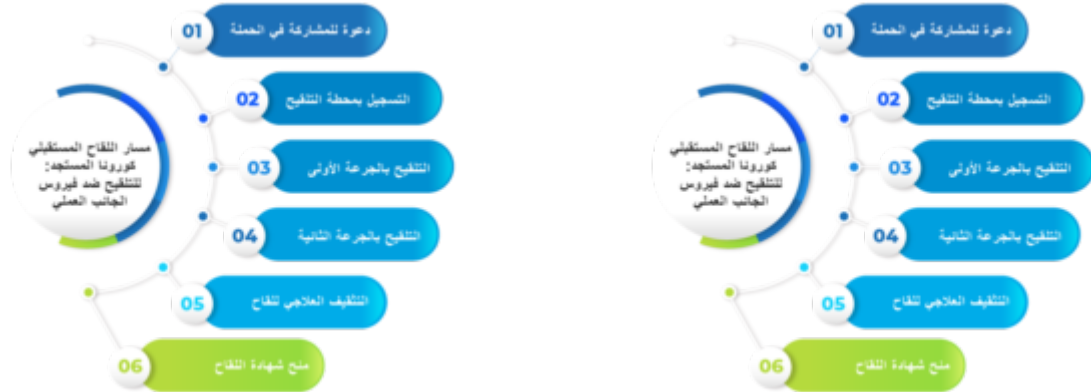 01
دعوة للمشاركة في الحملة
02
التسجيل بمحطة التلقيح
03
التلقيح بالجرعة الأولى
04
التلقيح بالجرعة الثانية
05
التثقيف العلاجي للقاح
06
منح شهادة اللقاح
مسار اللقاح المستقبلي
كورونا المستجد:
للتلقيح ضد فيروس
الجانب العملي
01
دعوة للمشاركة في الحملة
02
التسجيل بمحطة التلقيح
03
التلقيح بالجرعة الأولى
04
التلقيح بالجرعة الثانية
05
التثقيف العلاجي للقاح
06
منح شهادة اللقاح
مسار اللقاح المستقبلي
كورونا المستجد:
للتلقيح ضد فيروس
الجانب العملي